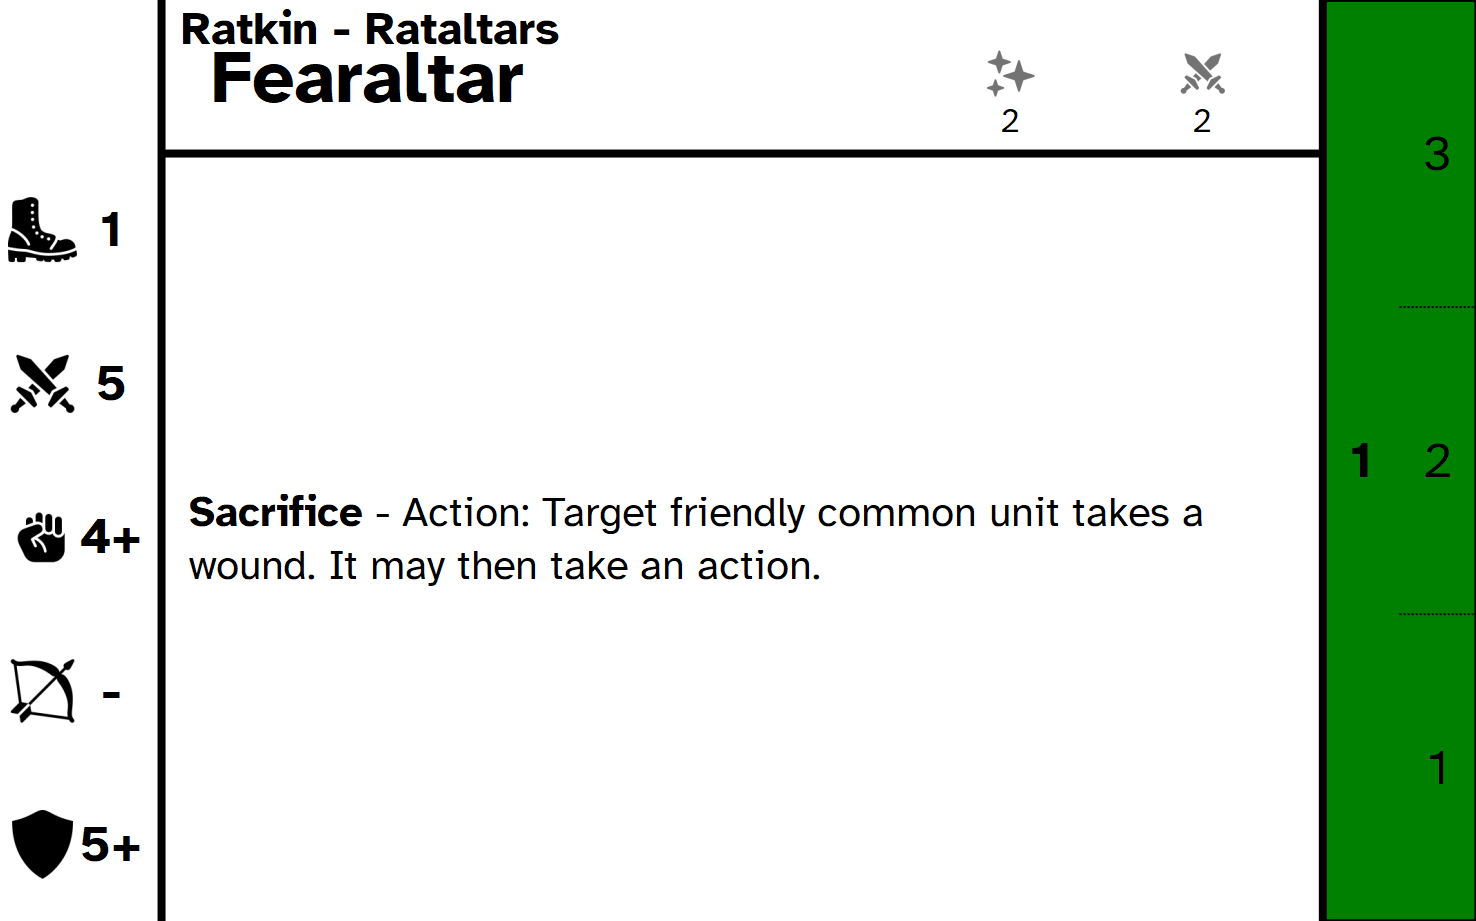 Ratkin - Rataltars
Fearaltar
2
2
1
5
4+
-
5+
Sacrifice - Action: Target friendly common unit takes a
wound. It may then take an action.
3
1
2
1